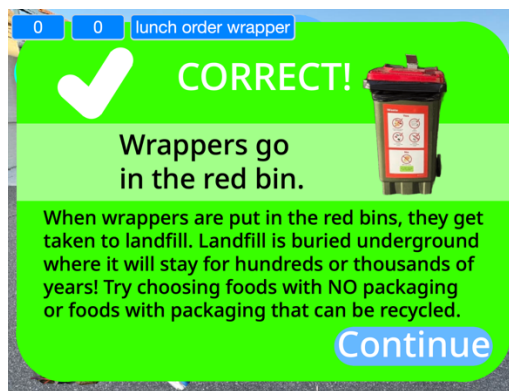 0 0 lunch order wrapper
CORRECT!
Wrappers go
in the red bin.
When wrappers are put in the red bins, they get
taken to landfill. Landfill is buried underground
where it will stay for hundreds or thousands of
years! Try choosing foods with NO packaging
or foods with packaging that can be recycled.
Continue